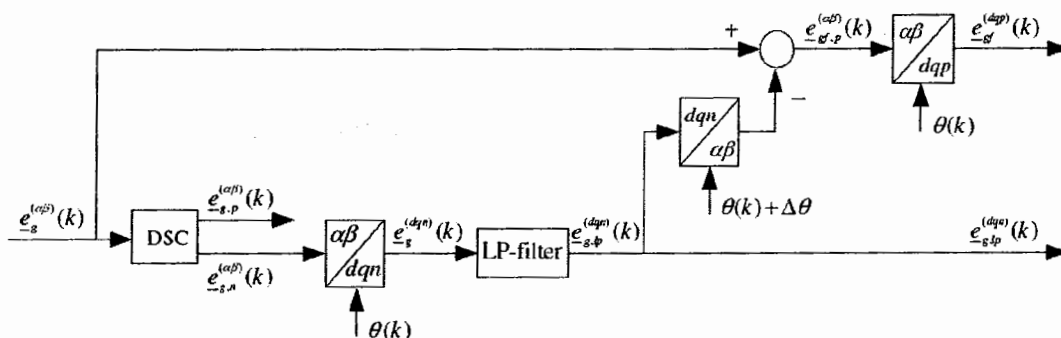 +
e_{gf,p}^{(αβ)}(k)
αβ
dqp
e_{gf}^{(dqp)}(k)
−
θ(k)
dqn
αβ
θ(k)+Δθ
e_g^{(αβ)}(k)
DSC
e_{g,p}^{(αβ)}(k)
e_{g,n}^{(αβ)}(k)
αβ
dqn
e_g^{(dqn)}(k)
LP-filter
e_{g,lp}^{(dqn)}(k)
e_{g,lp}^{(dqn)}(k)
θ(k)